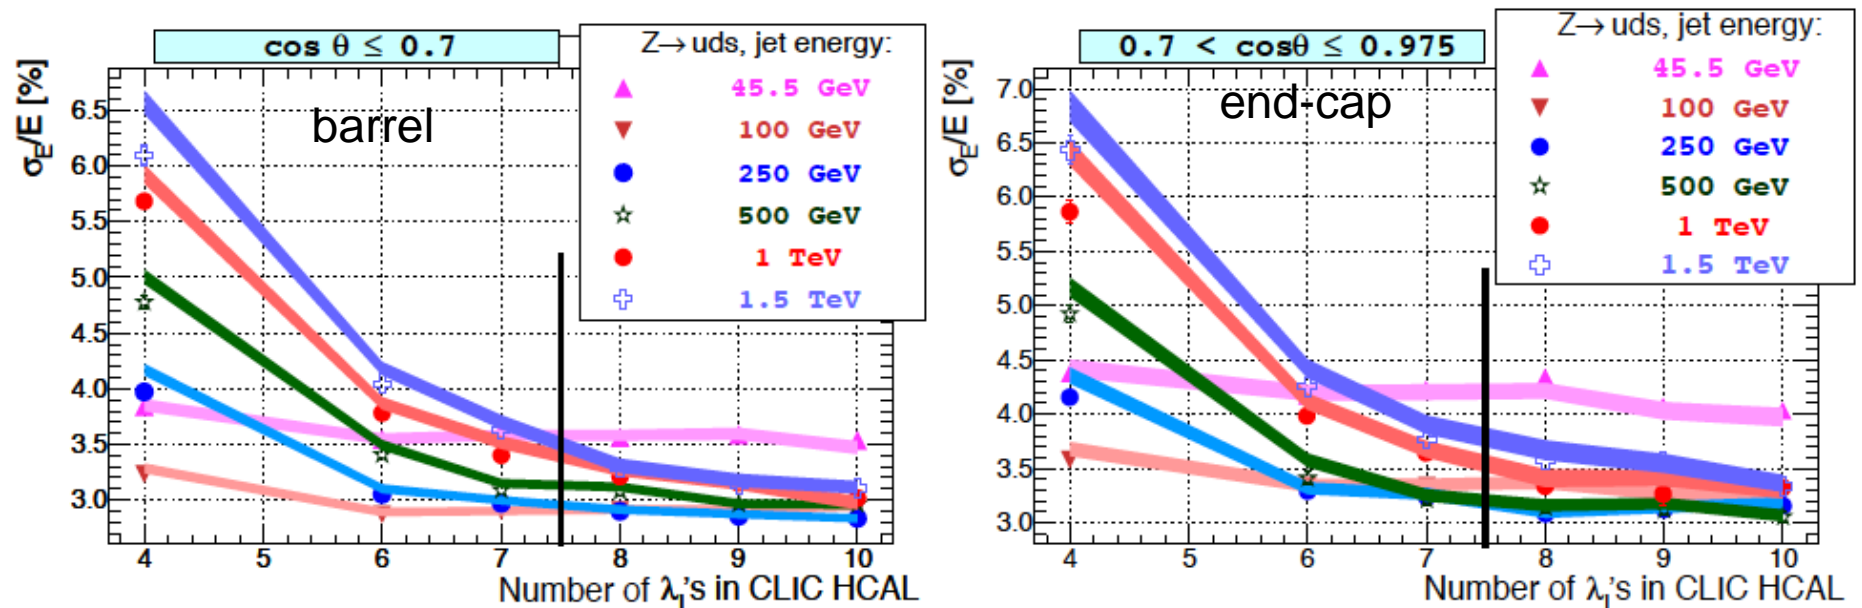 cos θ ≤ 0.7
Z→ uds, jet energy:
45.5 GeV
100 GeV
250 GeV
500 GeV
1 TeV
1.5 TeV
barrel
σE/E [%]
6.5
6.0
5.5
5.0
4.5
4.0
3.5
3.0
4 5 6 7 8 9 10
Number of λI's in CLIC HCAL
0.7 < cosθ ≤ 0.975
Z→ uds, jet energy:
45.5 GeV
100 GeV
250 GeV
500 GeV
1 TeV
1.5 TeV
end-cap
σE/E [%]
7.0
6.5
6.0
5.5
5.0
4.5
4.0
3.5
3.0
4 5 6 7 8 9 10
Number of λI's in CLIC HCAL